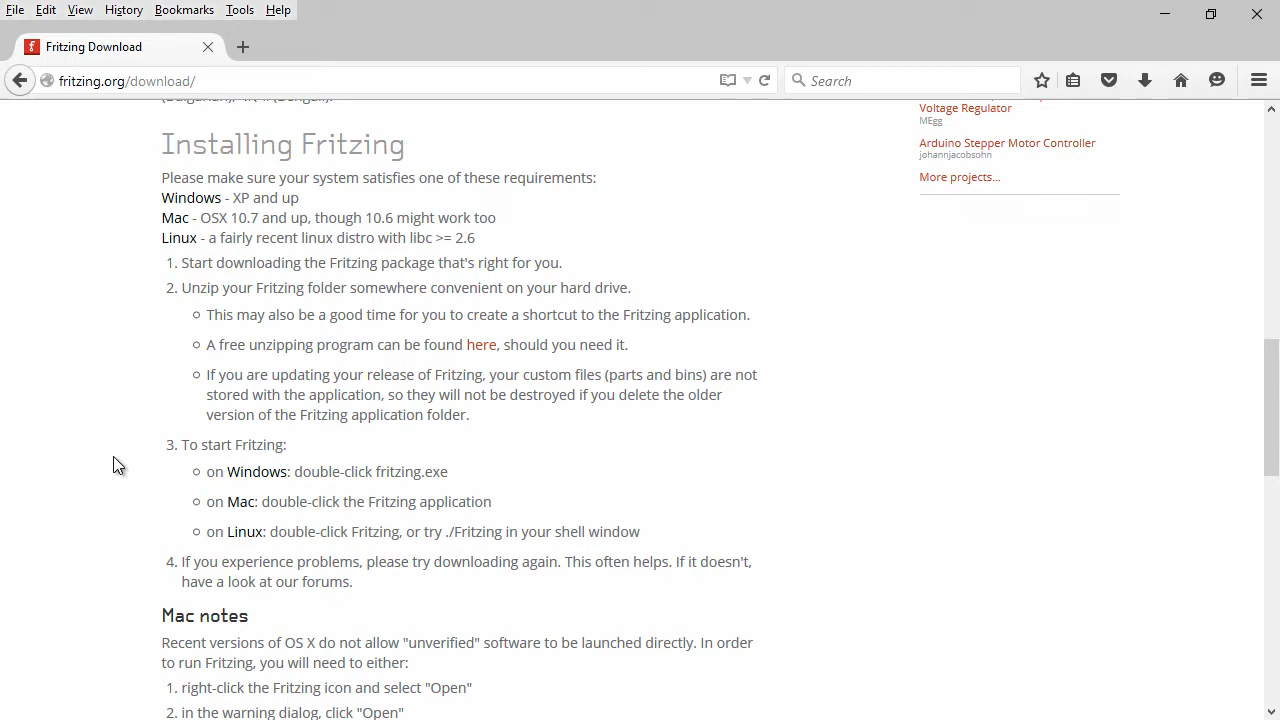 File Edit View History Bookmarks Tools Help
Fritzing Download
fritzing.org/download/
Search
Installing Fritzing
Please make sure your system satisfies one of these requirements:
Windows - XP and up
Mac - OSX 10.7 and up, though 10.6 might work too
Linux - a fairly recent linux distro with libc >= 2.6
1. Start downloading the Fritzing package that's right for you.
2. Unzip your Fritzing folder somewhere convenient on your hard drive.
This may also be a good time for you to create a shortcut to the Fritzing application.
A free unzipping program can be found here, should you need it.
If you are updating your release of Fritzing, your custom files (parts and bins) are not
stored with the application, so they will not be destroyed if you delete the older
version of the Fritzing application folder.
3. To start Fritzing:
on Windows: double-click fritzing.exe
on Mac: double-click the Fritzing application
on Linux: double-click Fritzing, or try ./Fritzing in your shell window
4. If you experience problems, please try downloading again. This often helps. If it doesn't,
have a look at our forums.
Mac notes
Recent versions of OS X do not allow "unverified" software to be launched directly. In order
to run Fritzing, you will need to either:
1. right-click the Fritzing icon and select "Open"
2. in the warning dialog, click "Open"
Voltage Regulator
MEgg
Arduino Stepper Motor Controller
johannjacobsohn
More projects...